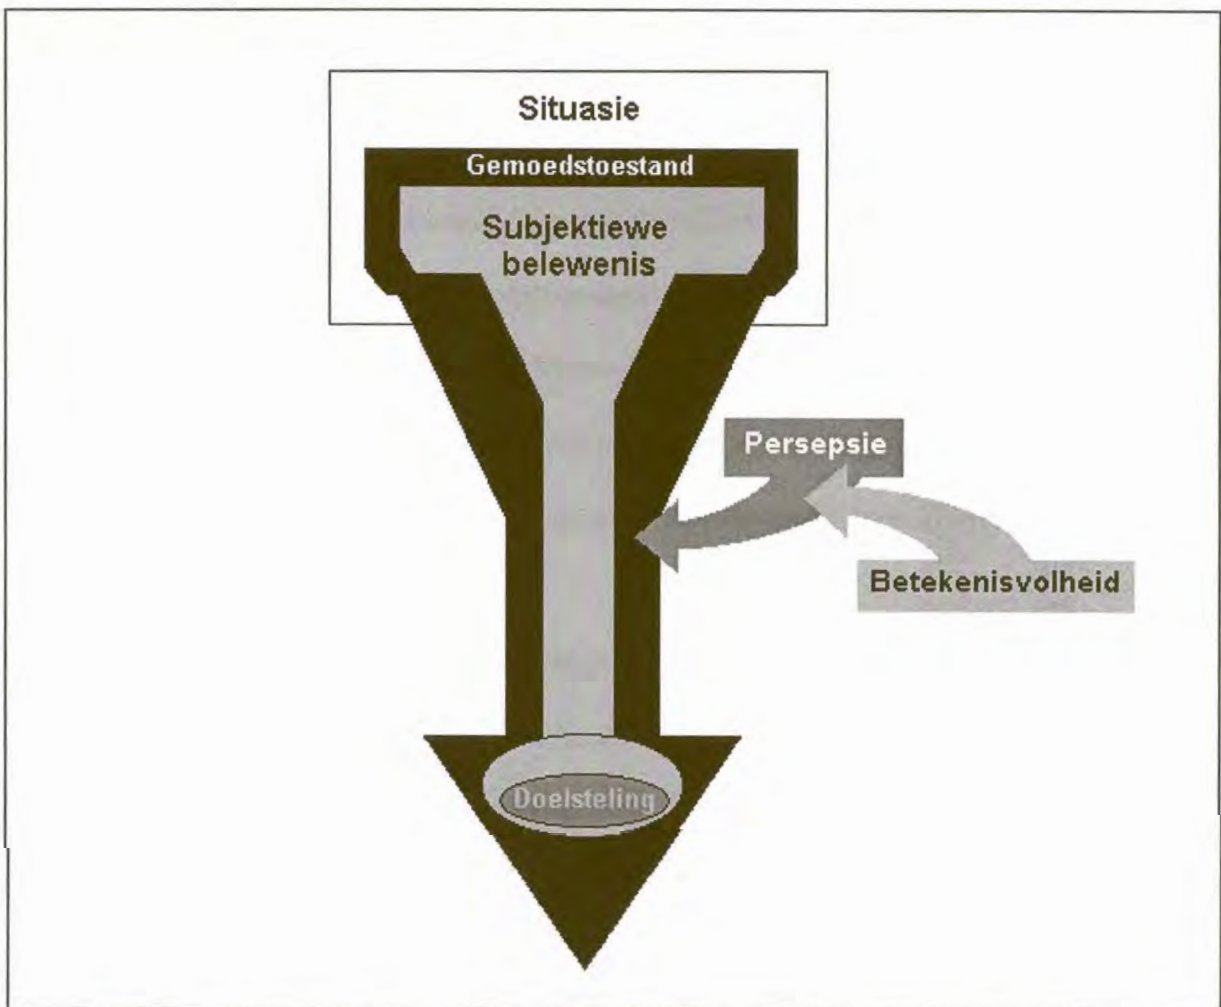 Situasie
Gemoedstoestand
Subjektiewe
belewenis
Persepsie
Betekenisvolheid
Doelsteling